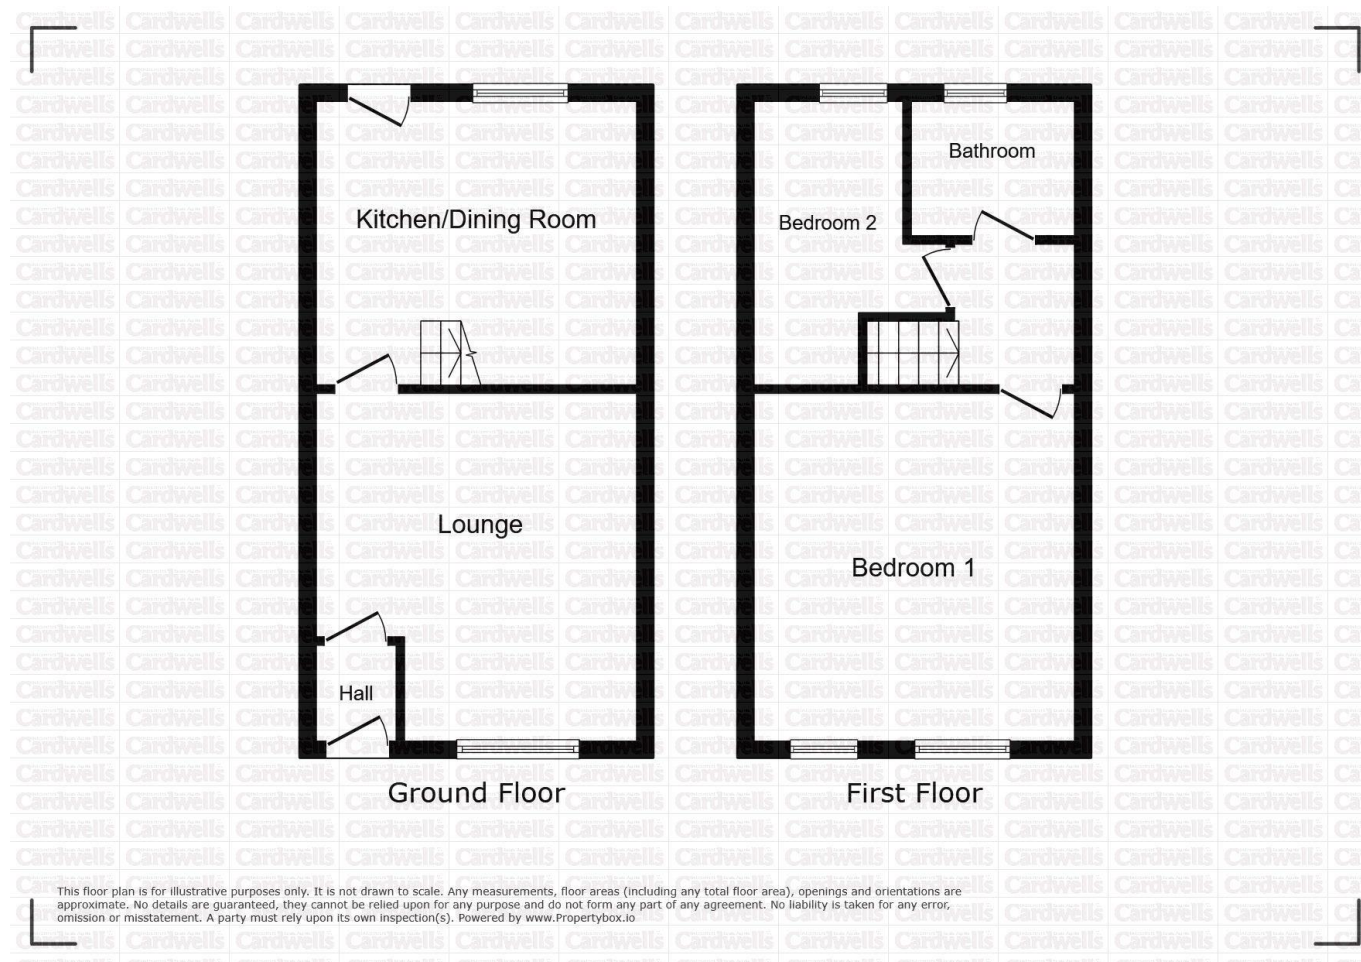 Cardwells
Kitchen/Dining Room
Lounge
Hall
Ground Floor
Bathroom
Bedroom 2
Bedroom 1
First Floor
This floor plan is for illustrative purposes only. It is not drawn to scale. Any measurements, floor areas (including any total floor area), openings and orientations are
approximate. No details are guaranteed, they cannot be relied upon for any purpose and do not form any part of any agreement. No liability is taken for any error,
omission or misstatement. A party must rely upon its own inspection(s). Powered by www.Propertybox.io